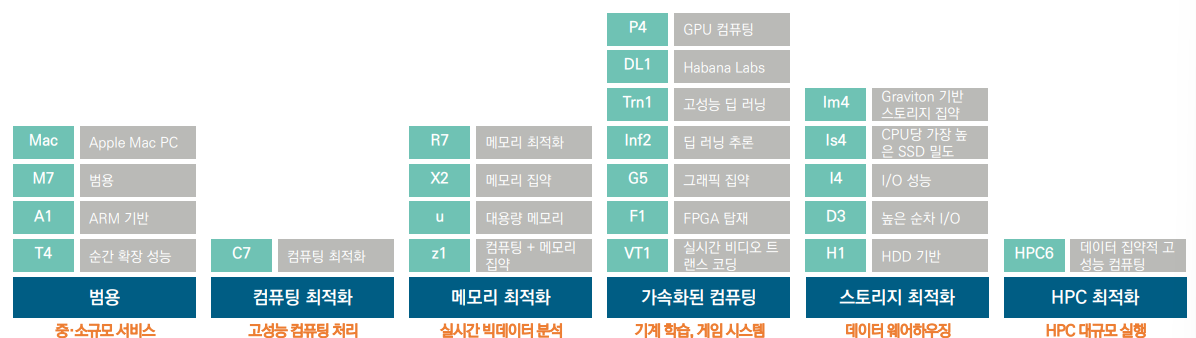 Mac
Apple Mac PC
M7
범용
A1
ARM 기반
T4
순간 확장 성능
범용
중·소규모 서비스
C7
컴퓨팅 최적화
컴퓨팅 최적화
고성능 컴퓨팅 처리
R7
메모리 최적화
X2
메모리 집약
u
대용량 메모리
z1
컴퓨팅 + 메모리
집약
메모리 최적화
실시간 빅데이터 분석
P4
GPU 컴퓨팅
DL1
Habana Labs
Trn1
고성능 딥 러닝
Inf2
딥 러닝 추론
G5
그래픽 집약
F1
FPGA 탑재
VT1
실시간 비디오 트
랜스 코딩
가속화된 컴퓨팅
기계 학습, 게임 시스템
Im4
Graviton 기반
스토리지 집약
Is4
CPU당 가장 높
은 SSD 밀도
I4
I/O 성능
D3
높은 순차 I/O
H1
HDD 기반
스토리지 최적화
데이터 웨어하우징
HPC6
데이터 집약적 고
성능 컴퓨팅
HPC 최적화
HPC 대규모 실행